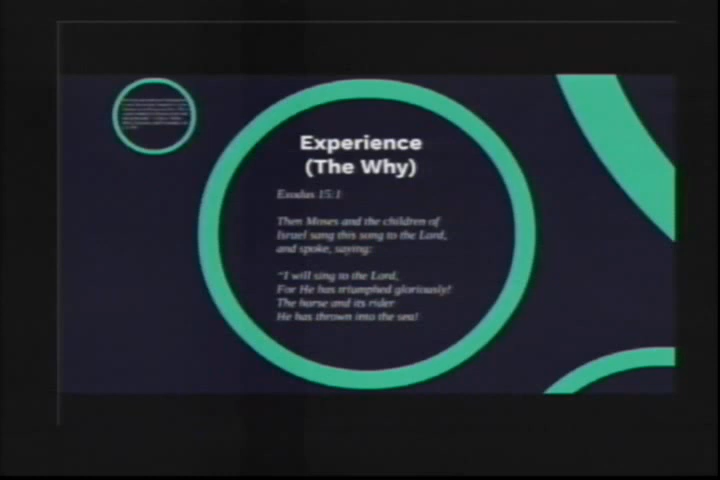 Experience
(The Why)
Exodus 15:1
Then Moses and the children of
Israel sang this song to the Lord,
and spoke, saying:
"I will sing to the Lord,
For He has triumphed gloriously!
The horse and its rider
He has thrown into the sea!